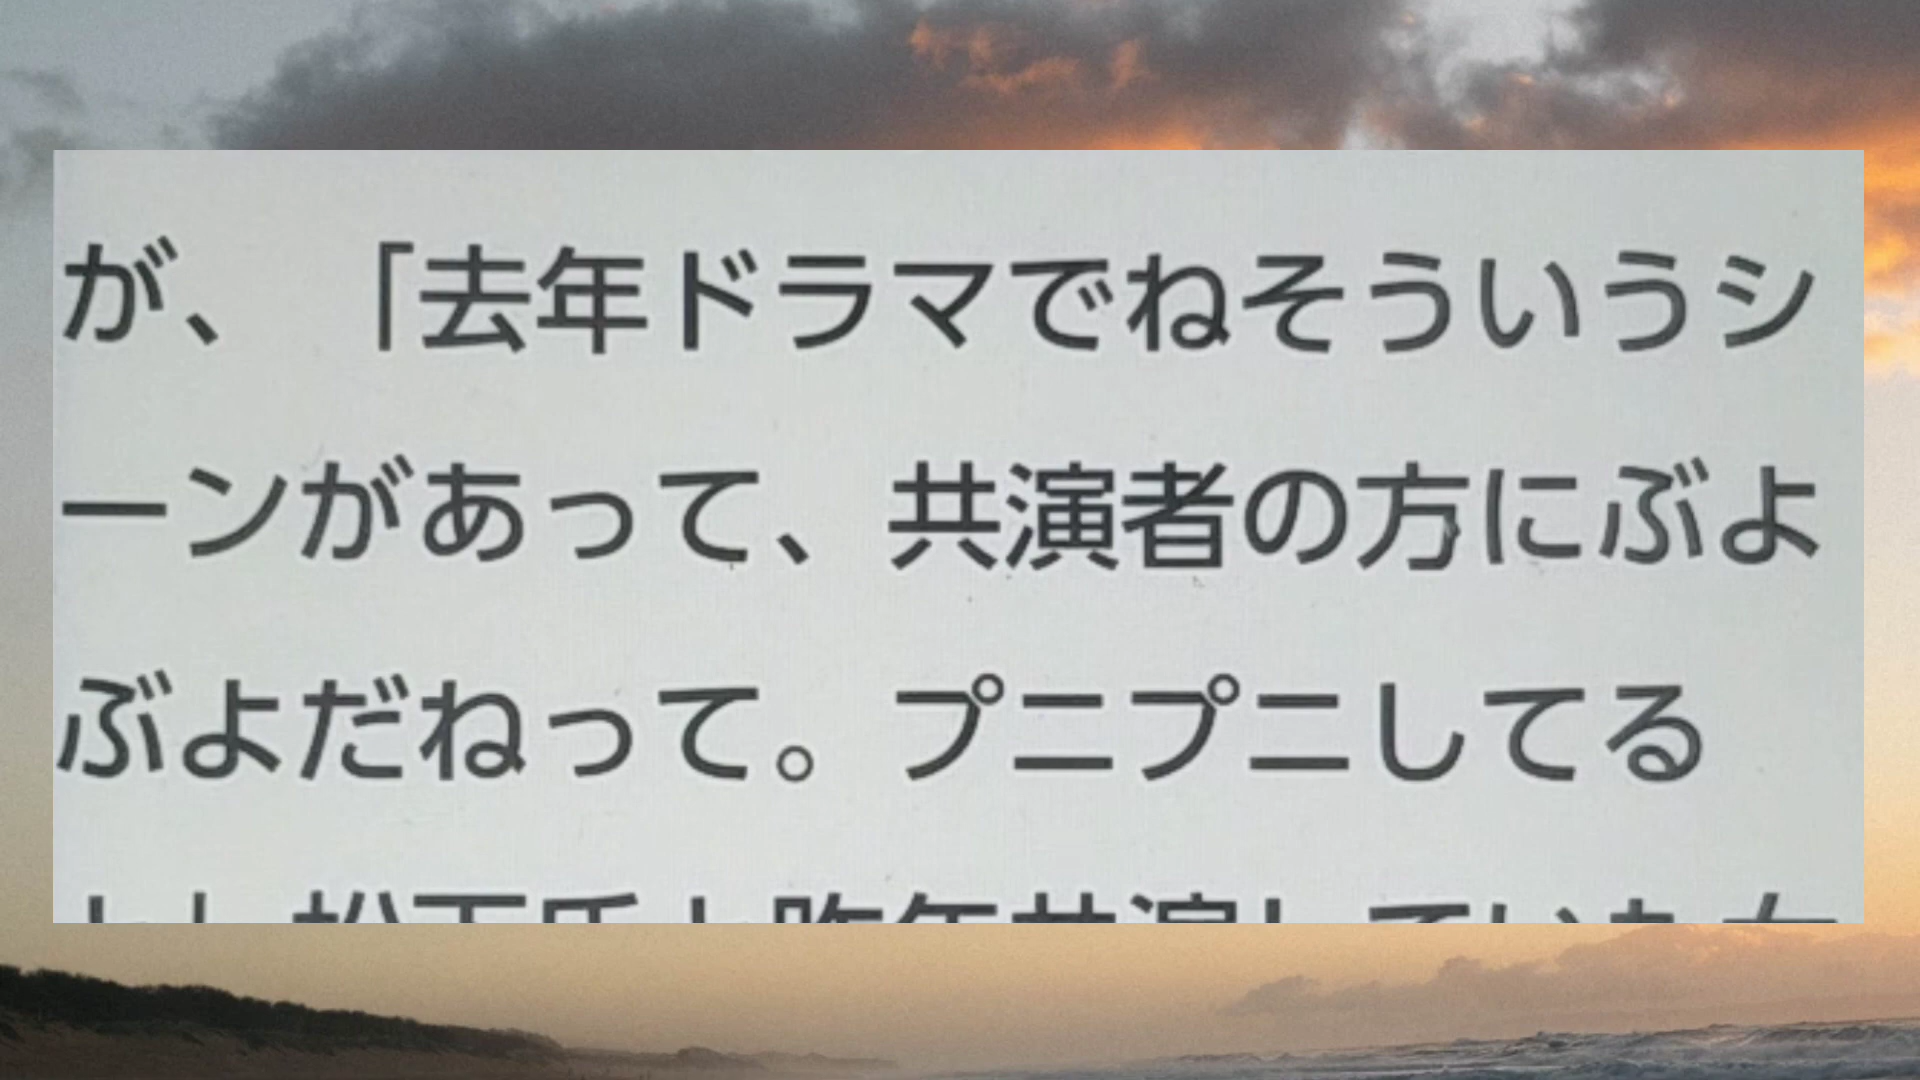 が、「去年ドラマでねそういうシ
ーンがあって、共演者の方にぶよ
ぶよだねって。プニプニしてる